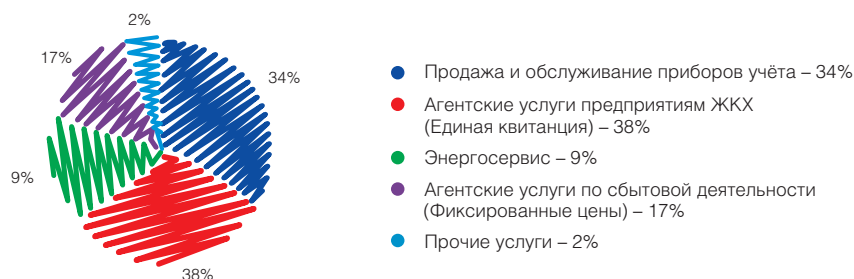 2%
17%
34%
9%
38%
Продажа и обслуживание приборов учёта – 34%
Агентские услуги предприятиям ЖКХ
(Единая квитанция) – 38%
Энергосервис – 9%
Агентские услуги по сбытовой деятельности
(Фиксированные цены) – 17%
Прочие услуги – 2%